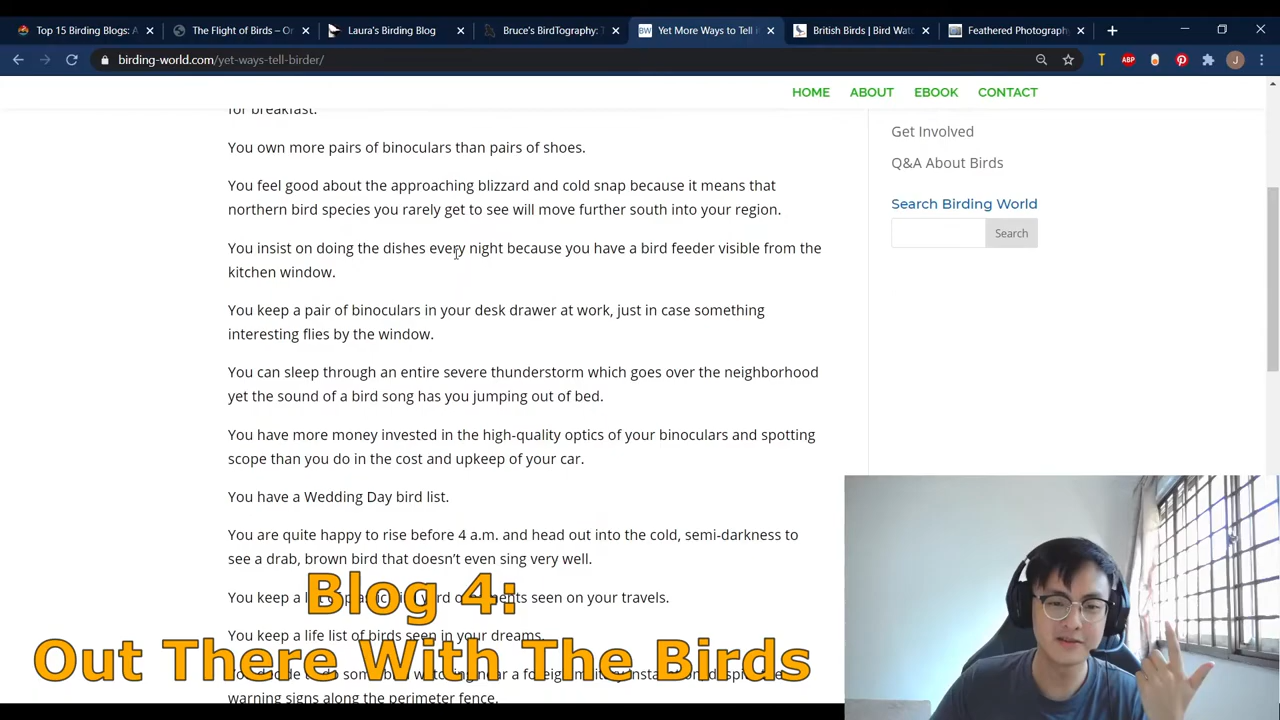 Top 15 Birding Blogs: A
The Flight of Birds – Or
Laura's Birding Blog
Bruce's BirdTography: T
Yet More Ways to Tell i
British Birds | Bird Wat
Feathered Photography
birding-world.com/yet-ways-tell-birder/
HOME ABOUT EBOOK CONTACT
for breakfast.
You own more pairs of binoculars than pairs of shoes.
You feel good about the approaching blizzard and cold snap because it means that
northern bird species you rarely get to see will move further south into your region.
You insist on doing the dishes every night because you have a bird feeder visible from the
kitchen window.
You keep a pair of binoculars in your desk drawer at work, just in case something
interesting flies by the window.
You can sleep through an entire severe thunderstorm which goes over the neighborhood
yet the sound of a bird song has you jumping out of bed.
You have more money invested in the high-quality optics of your binoculars and spotting
scope than you do in the cost and upkeep of your car.
You have a Wedding Day bird list.
You are quite happy to rise before 4 a.m. and head out into the cold, semi-darkness to
see a drab, brown bird that doesn't even sing very well.
You keep a seen on your travels.
You keep a life list of birds seen in your dreams.
warning signs along the perimeter fence.
Get Involved
Q&A About Birds
Search Birding World
Search
Blog 4:
Out There With The Birds